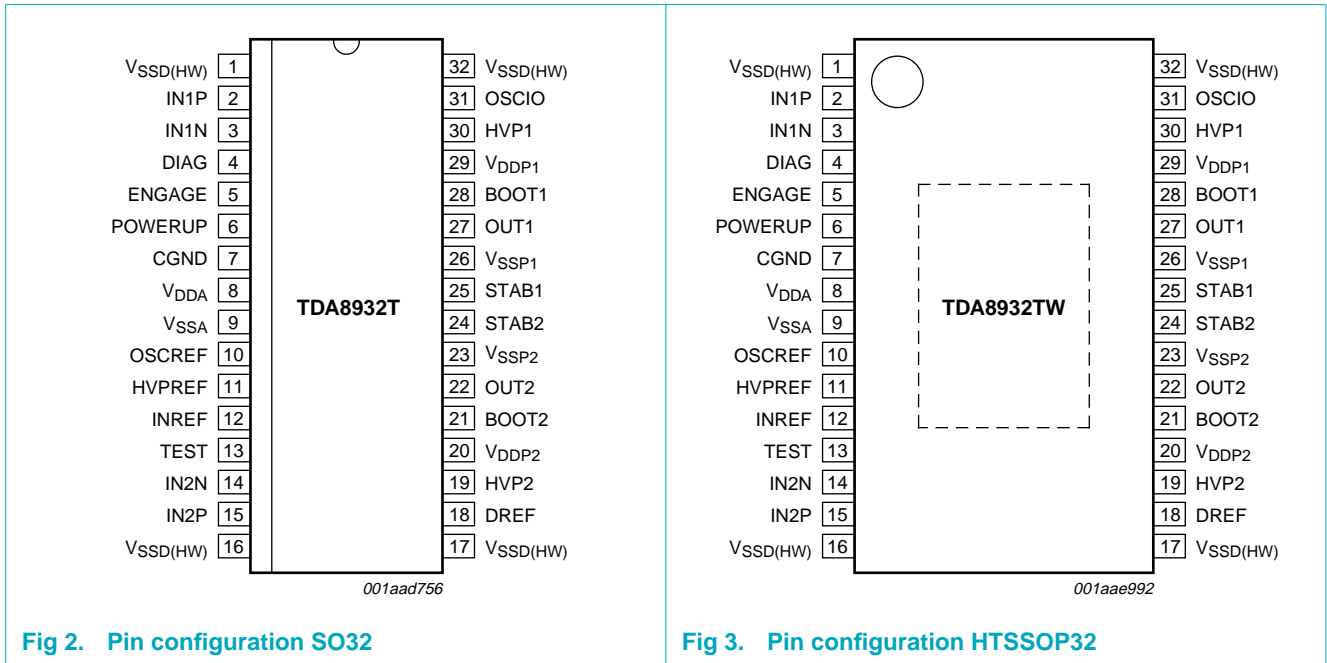 VSSD(HW) 1 32 VSSD(HW)
IN1P 2 31 OSCIO
IN1N 3 30 HVP1
DIAG 4 29 VDDP1
ENGAGE 5 28 BOOT1
POWERUP 6 27 OUT1
CGND 7 26 VSSP1
VDDA 8 25 STAB1
TDA8932T
VSSA 9 24 STAB2
OSCREF 10 23 VSSP2
HVPREF 11 22 OUT2
INREF 12 21 BOOT2
TEST 13 20 VDDP2
IN2N 14 19 HVP2
IN2P 15 18 DREF
VSSD(HW) 16 17 VSSD(HW)
001aad756
Fig 2. Pin configuration SO32
VSSD(HW) 1 32 VSSD(HW)
IN1P 2 31 OSCIO
IN1N 3 30 HVP1
DIAG 4 29 VDDP1
ENGAGE 5 28 BOOT1
POWERUP 6 27 OUT1
CGND 7 26 VSSP1
VDDA 8 25 STAB1
TDA8932TW
VSSA 9 24 STAB2
OSCREF 10 23 VSSP2
HVPREF 11 22 OUT2
INREF 12 21 BOOT2
TEST 13 20 VDDP2
IN2N 14 19 HVP2
IN2P 15 18 DREF
VSSD(HW) 16 17 VSSD(HW)
001aae992
Fig 3. Pin configuration HTSSOP32